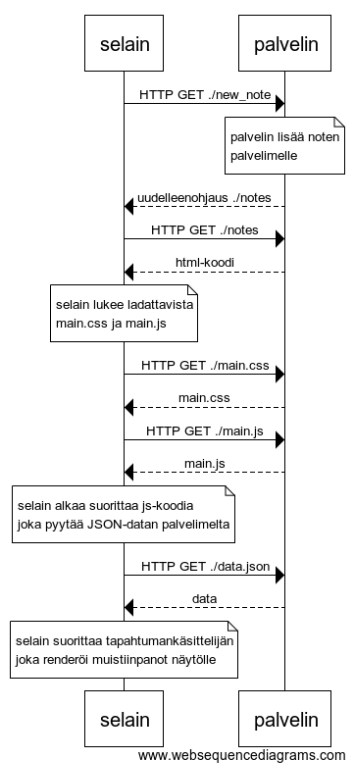 selain palvelin
HTTP GET ./new_note
palvelin lisää noten
palvelimelle
uudelleenohjaus ./notes
HTTP GET ./notes
html-koodi
selain lukee ladattavista
main.css ja main.js
HTTP GET ./main.css
main.css
HTTP GET ./main.js
main.js
selain alkaa suorittaa js-koodia
joka pyytää JSON-datan palvelimelta
HTTP GET ./data.json
data
selain suorittaa tapahtumankäsittelijän
joka renderöi muistiinpanot näytölle
selain palvelin
www.websequencediagrams.com